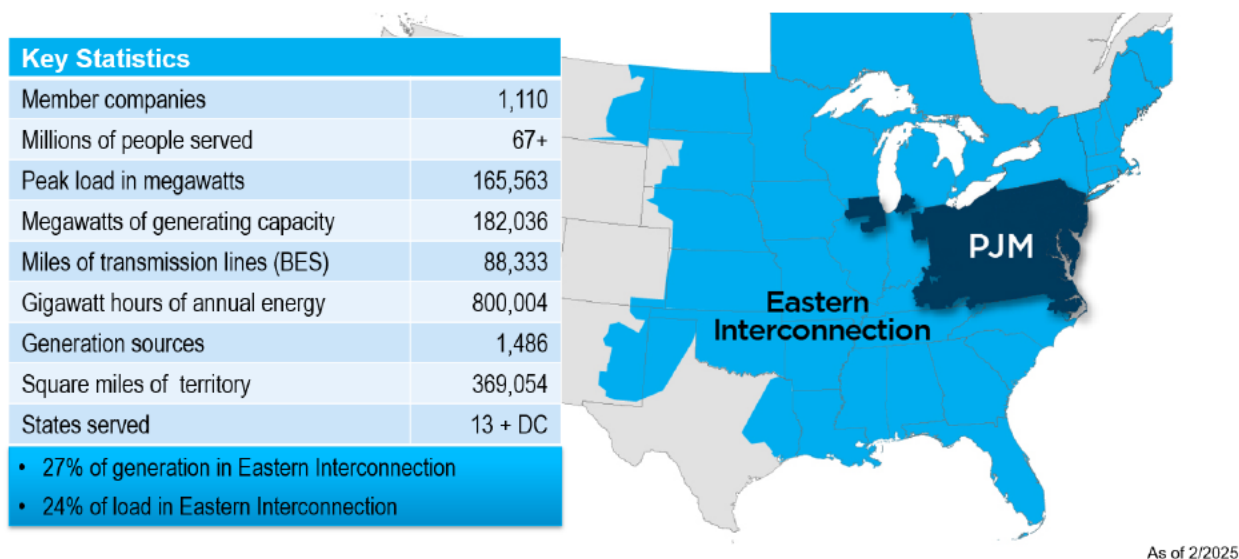 Key Statistics
Member companies 1,110
Millions of people served 67+
Peak load in megawatts 165,563
Megawatts of generating capacity 182,036
Miles of transmission lines (BES) 88,333
Gigawatt hours of annual energy 800,004
Generation sources 1,486
Square miles of territory 369,054
States served 13 + DC
• 27% of generation in Eastern Interconnection
• 24% of load in Eastern Interconnection
PJM
Eastern
Interconnection
As of 2/2025